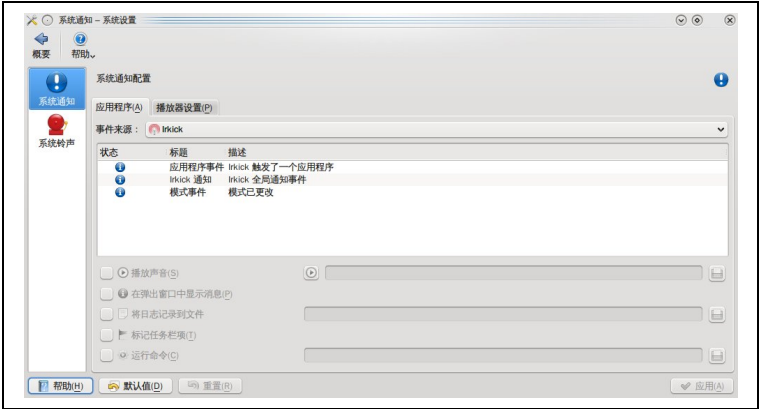 系统通知 – 系统设置
概要 帮助
系统通知配置
系统通知
系统铃声
应用程序(A) 播放器设置(P)
事件来源： Irkick
状态 标题 描述
应用程序事件 Irkick 触发了一个应用程序
Irkick 通知 Irkick 全局通知事件
模式事件 模式已更改
播放声音(S)
在弹出窗口中显示消息(P)
将日志记录到文件
标记任务栏项(T)
运行命令(C)
帮助(H) 默认值(D) 重置(R) 应用(A)